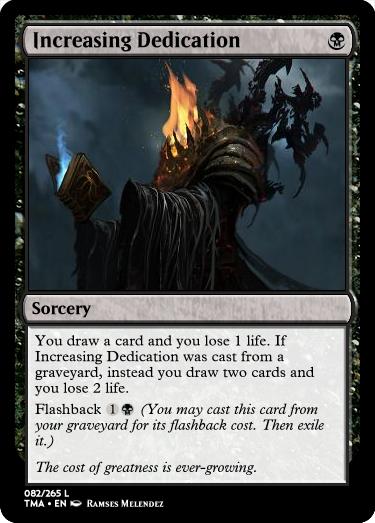 Increasing Dedication
Sorcery
You draw a card and you lose 1 life. If
Increasing Dedication was cast from a
graveyard, instead you draw two cards and
you lose 2 life.
Flashback 1 (You may cast this card from
your graveyard for its flashback cost. Then exile
it.)
The cost of greatness is ever-growing.
082/265 L
TMA • EN Ramses Melendez